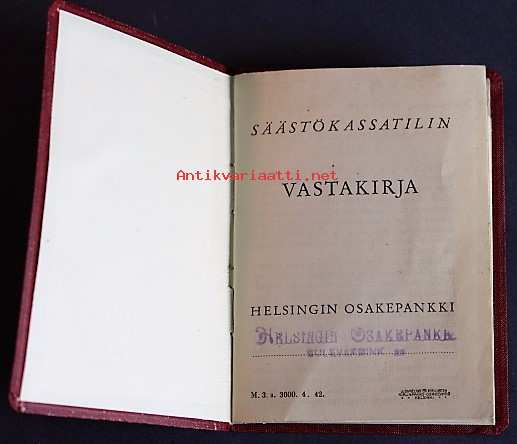 SÄÄSTÖKASSATILIN
Antikvariaatti.net
VASTAKIRJA
HELSINGIN OSAKEPANKKI
HELSINGIN OSAKEPANKKI
M. 3. a. 3000. 4. 42.